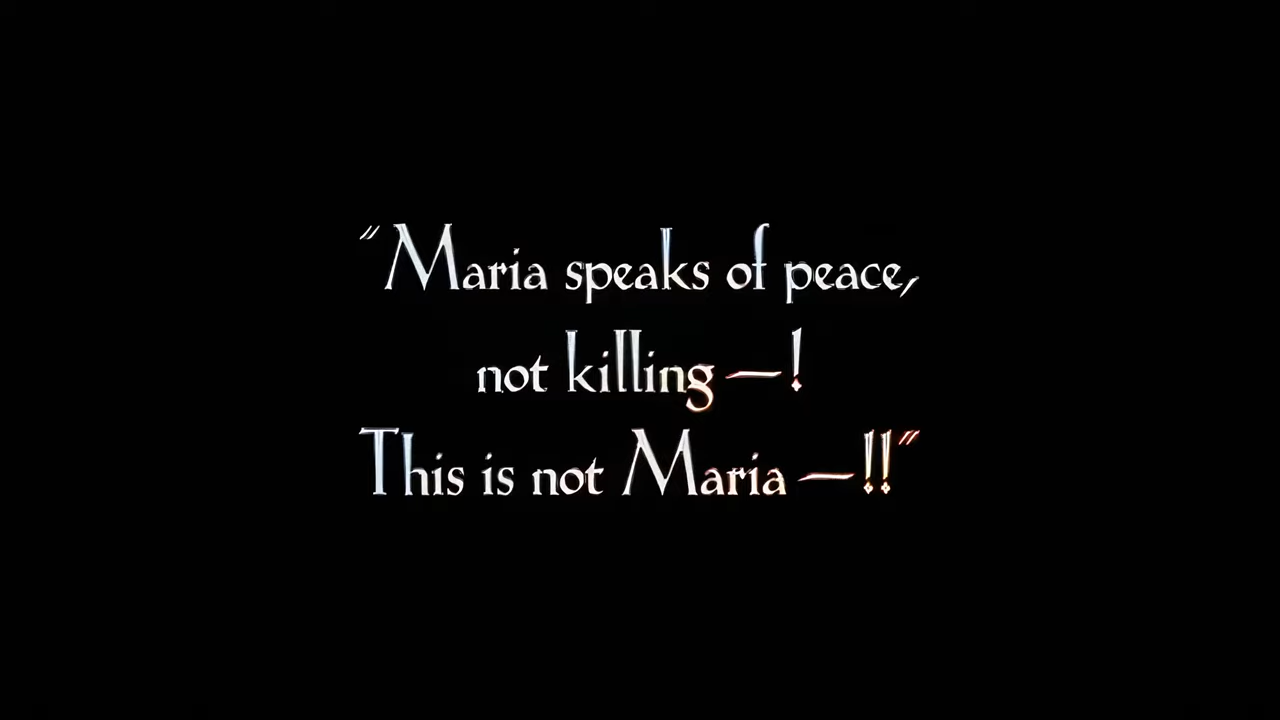 “Maria speaks of peace,
not killing—!
This is not Maria—!!”